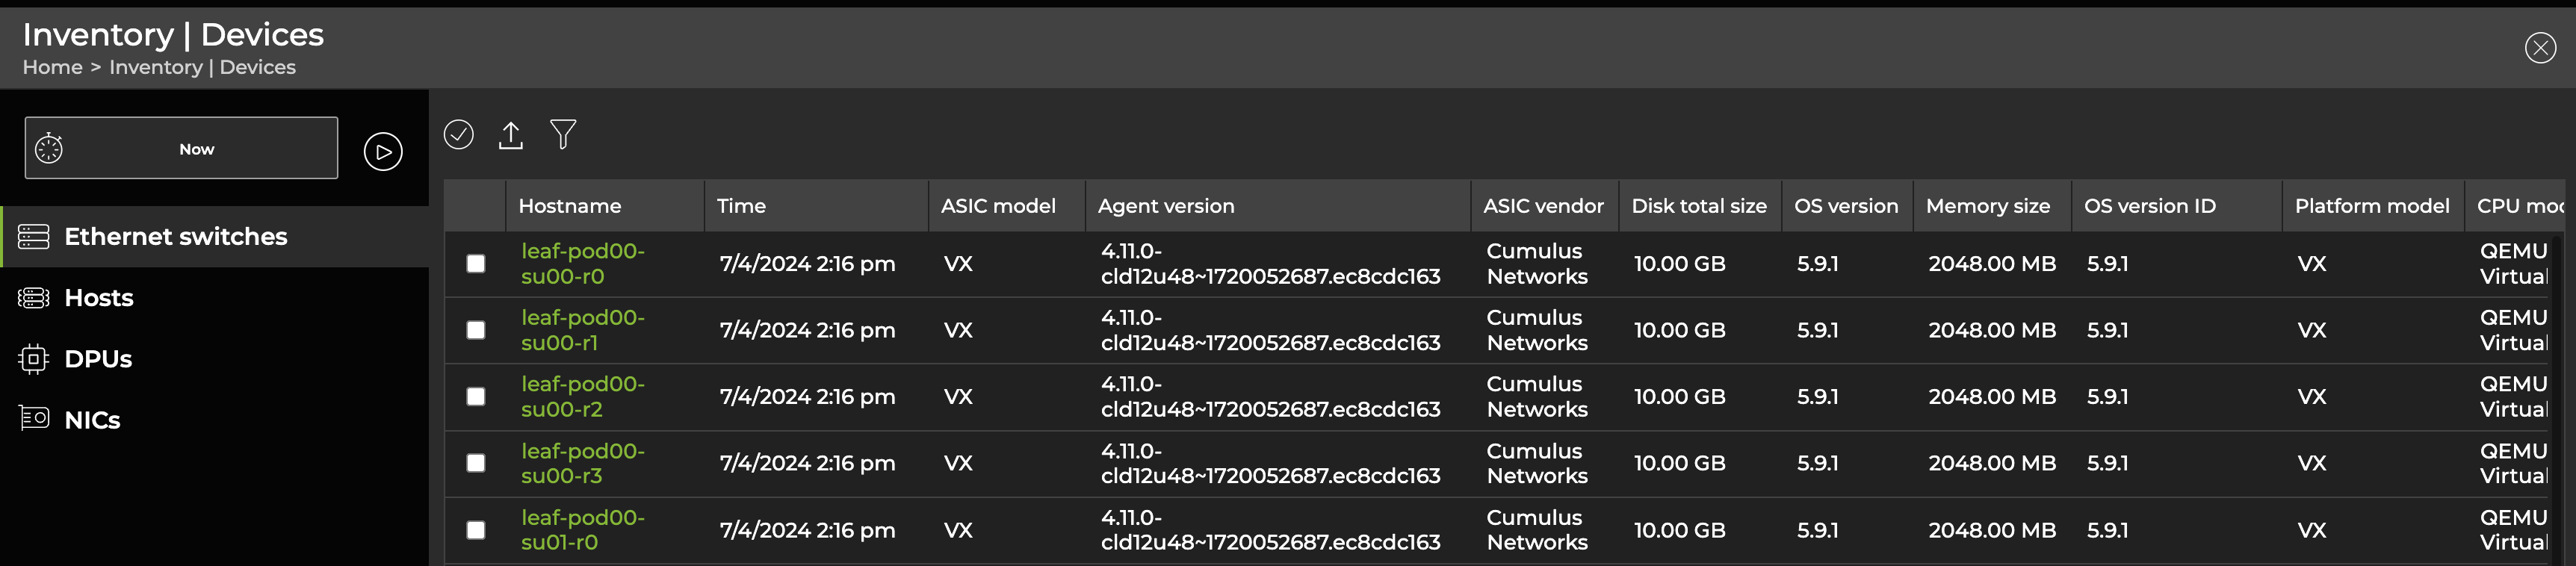 Inventory | Devices
Home > Inventory | Devices
Now
Ethernet switches
Hosts
DPUs
NICs
Hostname Time ASIC model Agent version ASIC vendor Disk total size OS version Memory size OS version ID Platform model CPU
leaf-pod00-su00-r0 7/4/2024 2:16 pm VX 4.11.0-cld12u48~1720052687.ec8cdc163 Cumulus Networks 10.00 GB 5.9.1 2048.00 MB 5.9.1 VX QEMU Virtual
leaf-pod00-su00-r1 7/4/2024 2:16 pm VX 4.11.0-cld12u48~1720052687.ec8cdc163 Cumulus Networks 10.00 GB 5.9.1 2048.00 MB 5.9.1 VX QEMU Virtual
leaf-pod00-su00-r2 7/4/2024 2:16 pm VX 4.11.0-cld12u48~1720052687.ec8cdc163 Cumulus Networks 10.00 GB 5.9.1 2048.00 MB 5.9.1 VX QEMU Virtual
leaf-pod00-su00-r3 7/4/2024 2:16 pm VX 4.11.0-cld12u48~1720052687.ec8cdc163 Cumulus Networks 10.00 GB 5.9.1 2048.00 MB 5.9.1 VX QEMU Virtual
leaf-pod00-su01-r0 7/4/2024 2:16 pm VX 4.11.0-cld12u48~1720052687.ec8cdc163 Cumulus Networks 10.00 GB 5.9.1 2048.00 MB 5.9.1 VX QEMU Virtual